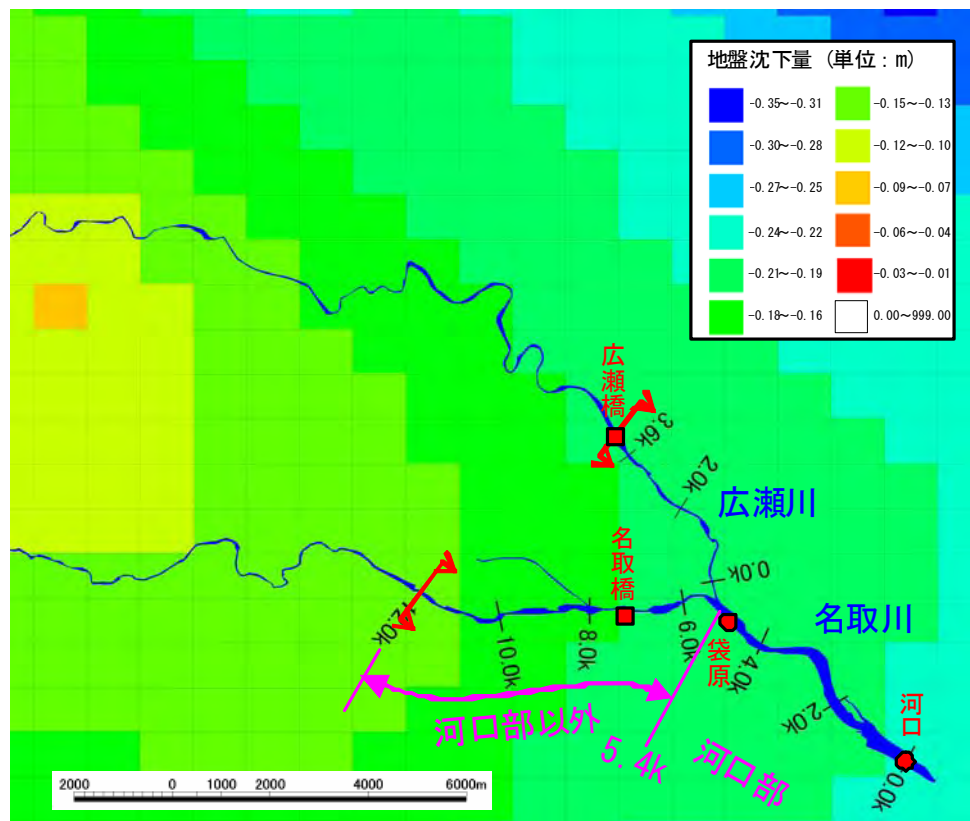 地盤沈下量 (単位:m)
-0.35～-0.31
-0.30～-0.28
-0.27～-0.25
-0.24～-0.22
-0.21～-0.19
-0.18～-0.16
-0.15～-0.13
-0.12～-0.10
-0.09～-0.07
-0.06～-0.04
-0.03～-0.01
0.00～999.00
広瀬橋
3.6k
2.0k
広瀬川
0.0k
名取橋
名取川
12.0k
10.0k
8.0k
6.0k
袋原
4.0k
2.0k
河口
0.0k
河口部以外
5.4k
河口部
2000 0 1000 2000 4000 6000m